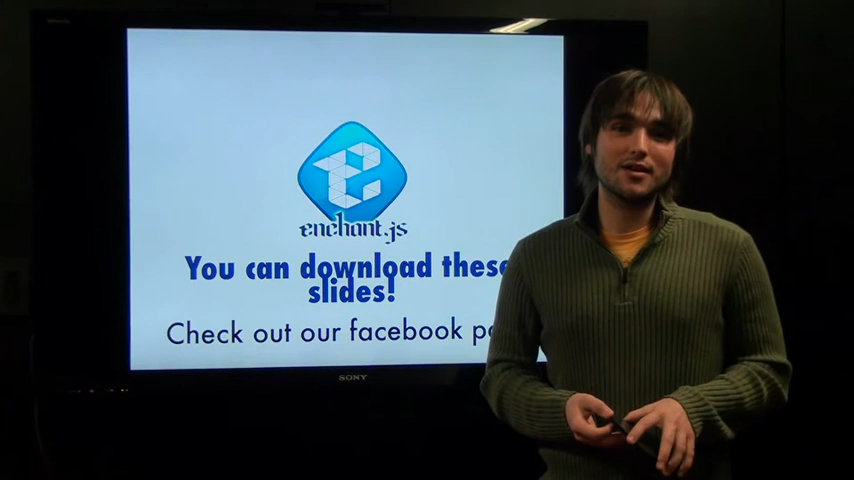 enchant.js
You can download these
slides!
Check out our facebook
SONY